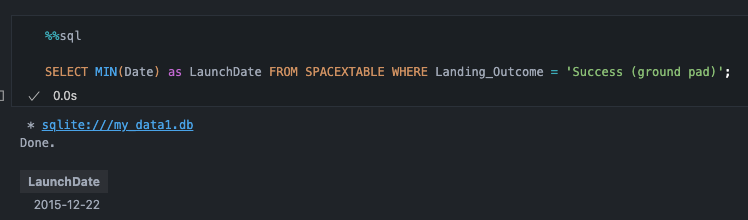 %%sql
SELECT MIN(Date) as LaunchDate FROM SPACEXTABLE WHERE Landing_Outcome = 'Success (ground pad)';
0.0s
* sqlite:///my_data1.db
Done.
LaunchDate
2015-12-22